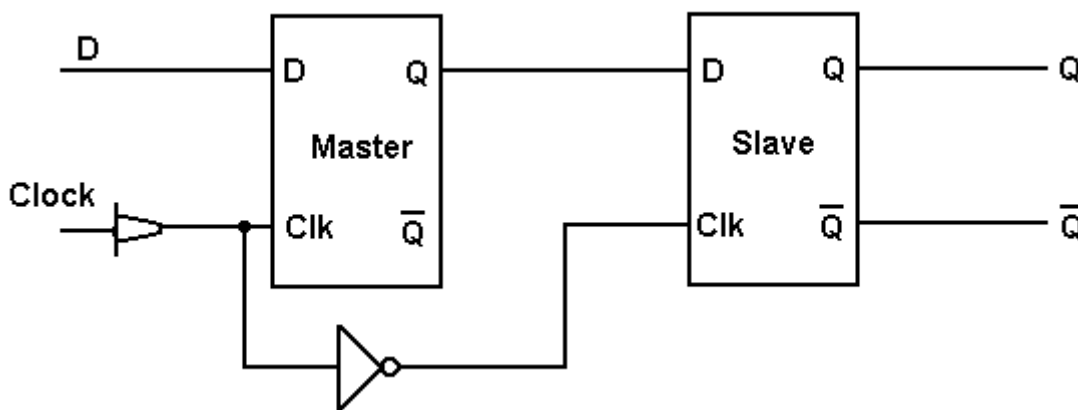 D
D Q D Q Q
Master Slave
Clock
Clk Q̅ Clk Q̅ Q̅